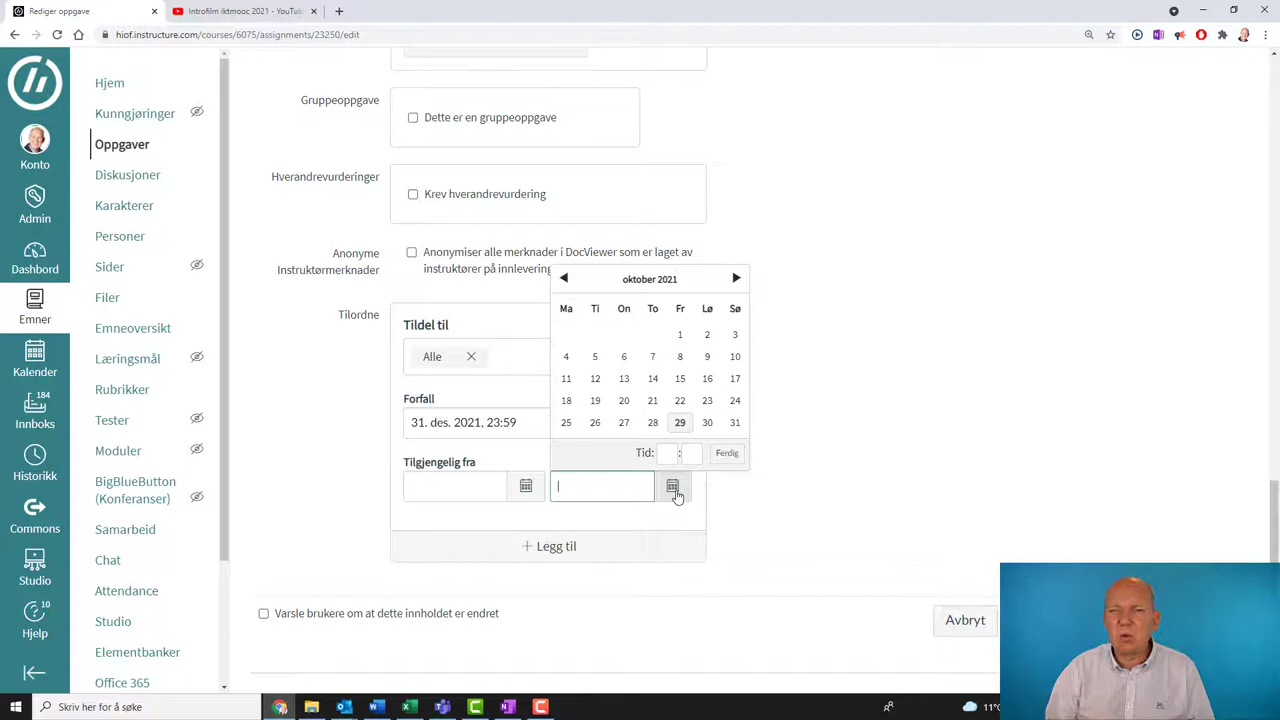 Rediger oppgave
Introfilm iktmooc 2021 - YouTub
hiof.instructure.com/courses/6075/assignments/23250/edit
Konto
Admin
Dashbord
Emner
Kalender
184
Innboks
Historikk
Commons
Studio
10
Hjelp
Hjem
Kunngjøringer
Oppgaver
Diskusjoner
Karakterer
Personer
Sider
Filer
Emneoversikt
Læringsmål
Rubrikker
Tester
Moduler
BigBlueButton
(Konferanser)
Samarbeid
Chat
Attendance
Studio
Elementbanker
Office 365
Gruppeoppgave
Dette er en gruppeoppgave
Hverandrevurderinger
Krev hverandrevurdering
Anonyme
Instruktørmerknader
Anonymiser alle merknader i DocViewer som er laget av
instruktører på innlevering
Tilordne
Tildel til
Alle
Forfall
31. des. 2021, 23:59
Tilgjengelig fra
oktober 2021
Ma Ti On To Fr Lø Sø
1 2 3
4 5 6 7 8 9 10
11 12 13 14 15 16 17
18 19 20 21 22 23 24
25 26 27 28 29 30 31
Tid: : Ferdig
+ Legg til
Varsle brukere om at dette innholdet er endret
Avbryt
Skriv her for å søke
11°